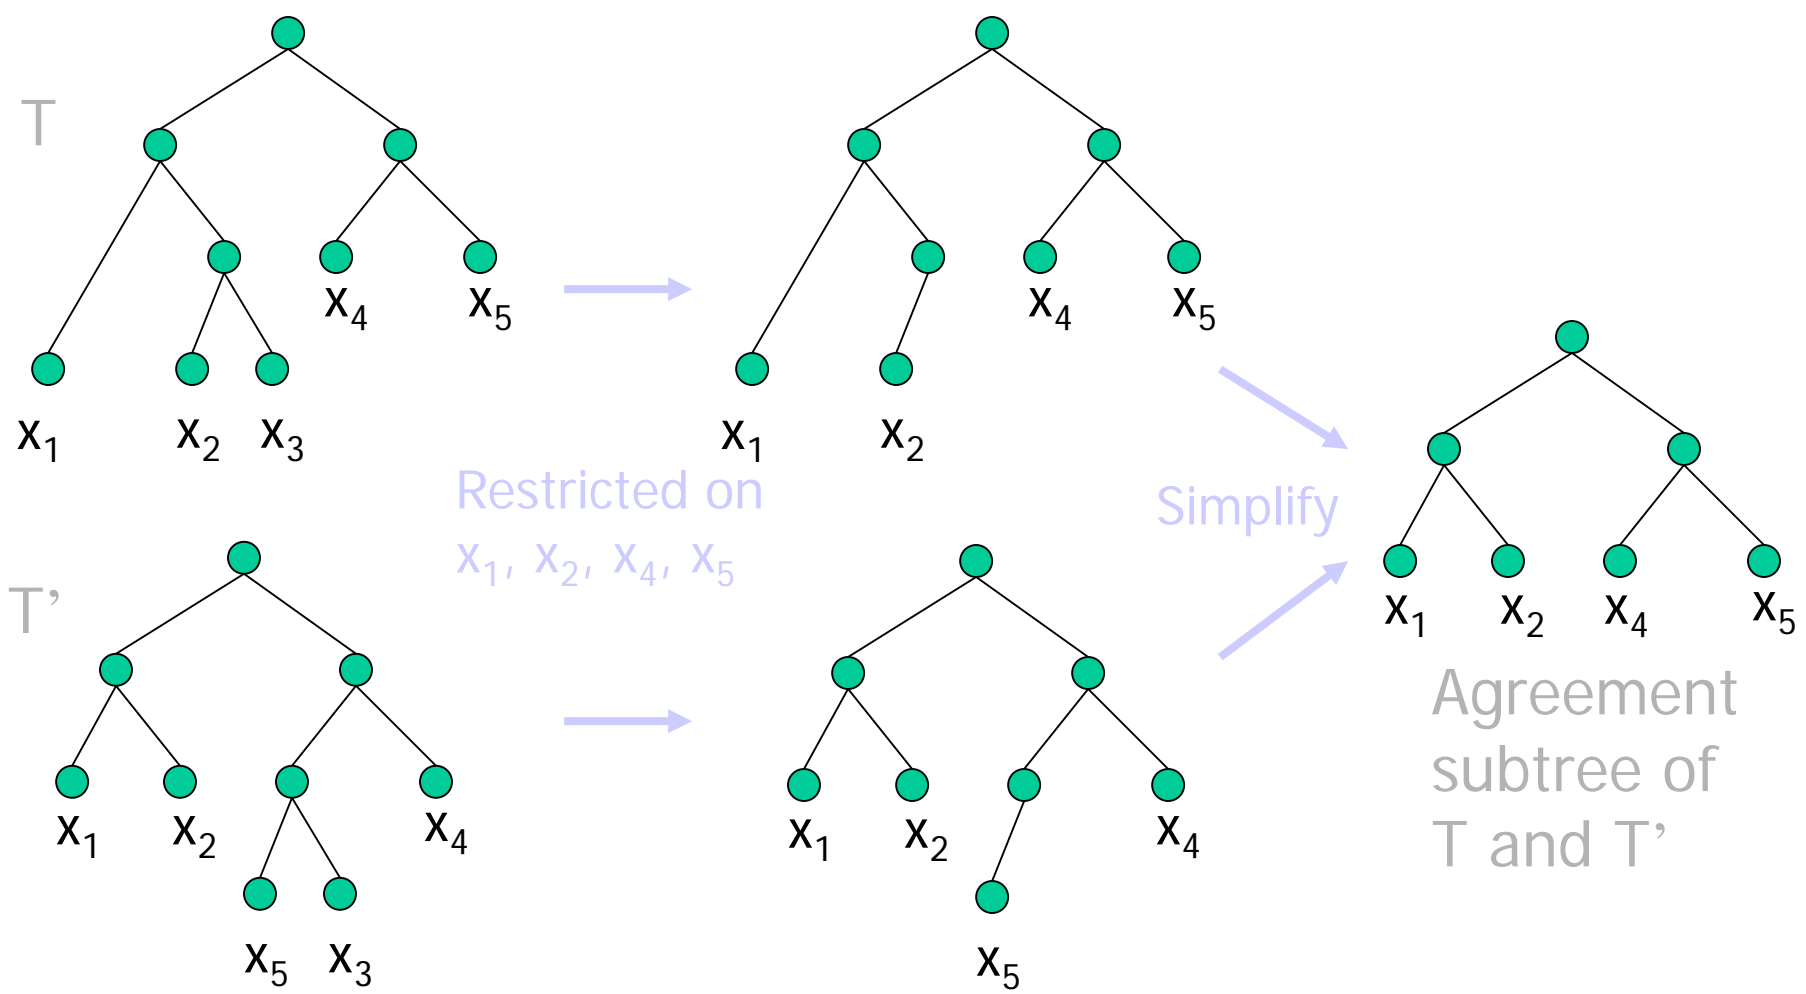 T
x₄ x₅
x₁ x₂ x₃
x₄ x₅
x₁ x₂
Restricted on
x₁, x₂, x₄, x₅
Simplify
T’
x₁ x₂ x₄
x₅ x₃
x₁ x₂ x₄
x₅
x₁ x₂ x₄ x₅
Agreement
subtree of
T and T’